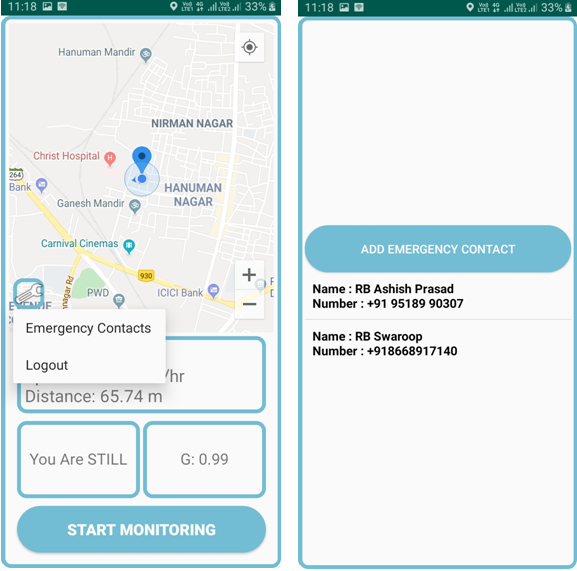 11:18
Vo)) LTE1 4G Vo)) LTE2 33%
Hanuman Mandir
NIRMAN NAGAR
Christ Hospital
H
264
Bank
HANUMAN
NAGAR
Ganesh Mandir
Carnival Cinemas
930
nagar Rd
PWD
ICICI Bank
Emergency Contacts
Logout
/hr
Distance: 65.74 m
You Are STILL
G: 0.99
START MONITORING
11:18
Vo)) LTE1 4G Vo)) LTE2 33%
ADD EMERGENCY CONTACT
Name : RB Ashish Prasad
Number : +91 95189 90307
Name : RB Swaroop
Number : +918668917140